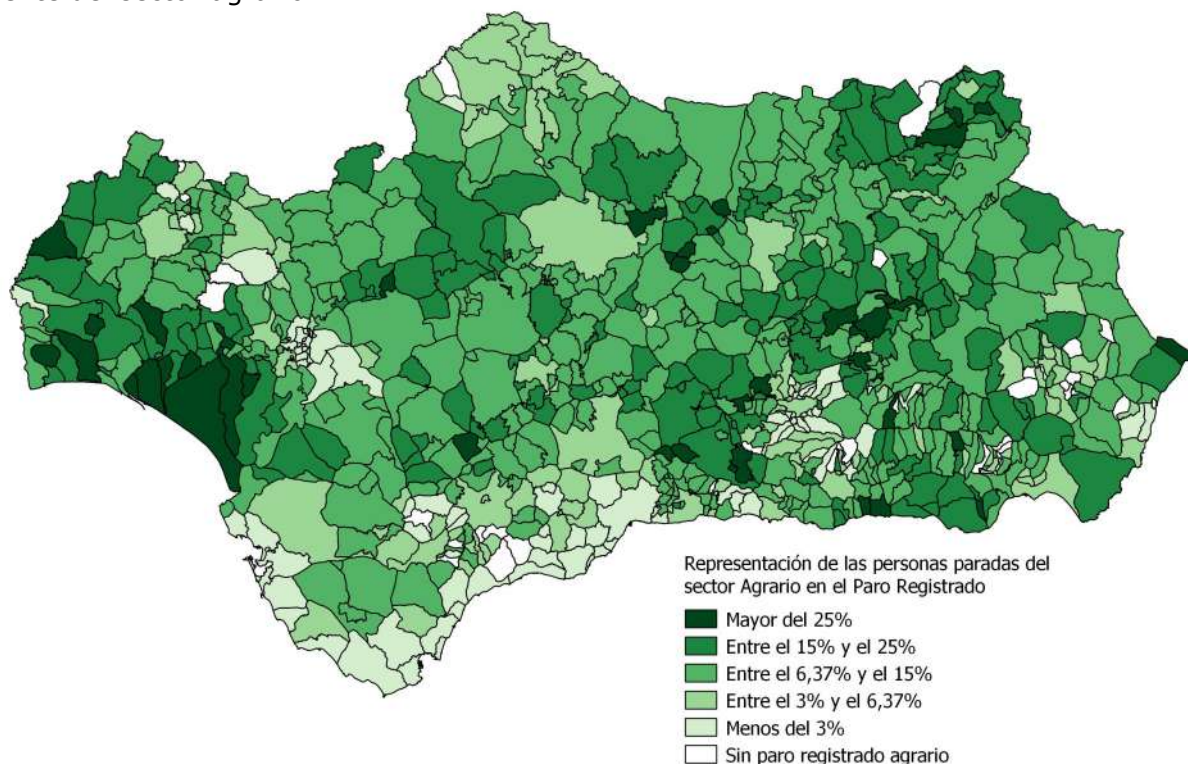 Representación de las personas paradas del
sector Agrario en el Paro Registrado
Mayor del 25%
Entre el 15% y el 25%
Entre el 6,37% y el 15%
Entre el 3% y el 6,37%
Menos del 3%
Sin paro registrado agrario